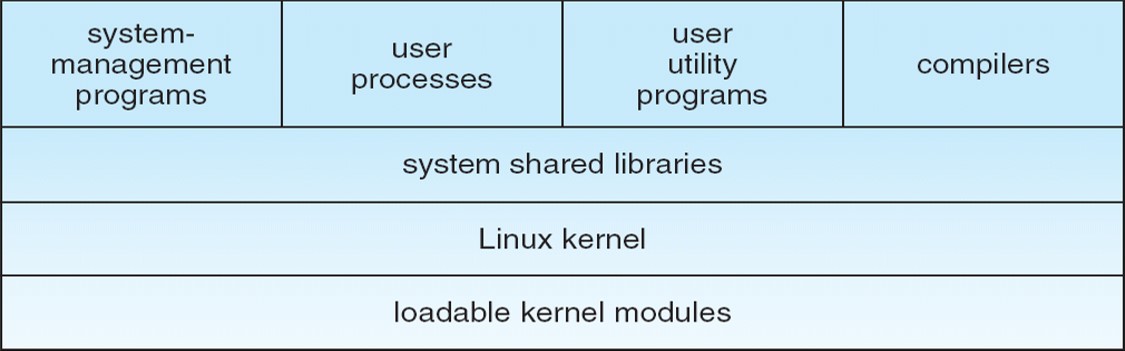 system-
management
programs
user
processes
user
utility
programs
compilers
system shared libraries
Linux kernel
loadable kernel modules